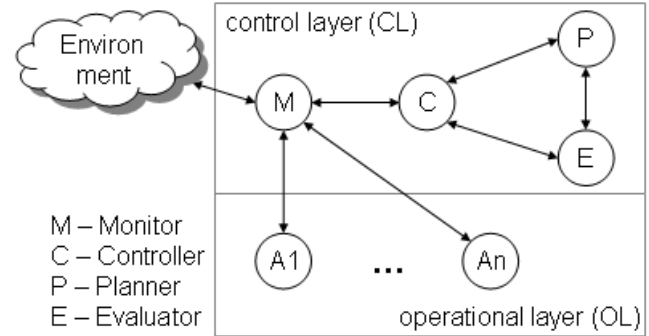 Environ
ment
control layer (CL)
P
M
C
E
M – Monitor
C – Controller
P – Planner
E – Evaluator
A1
...
An
operational layer (OL)